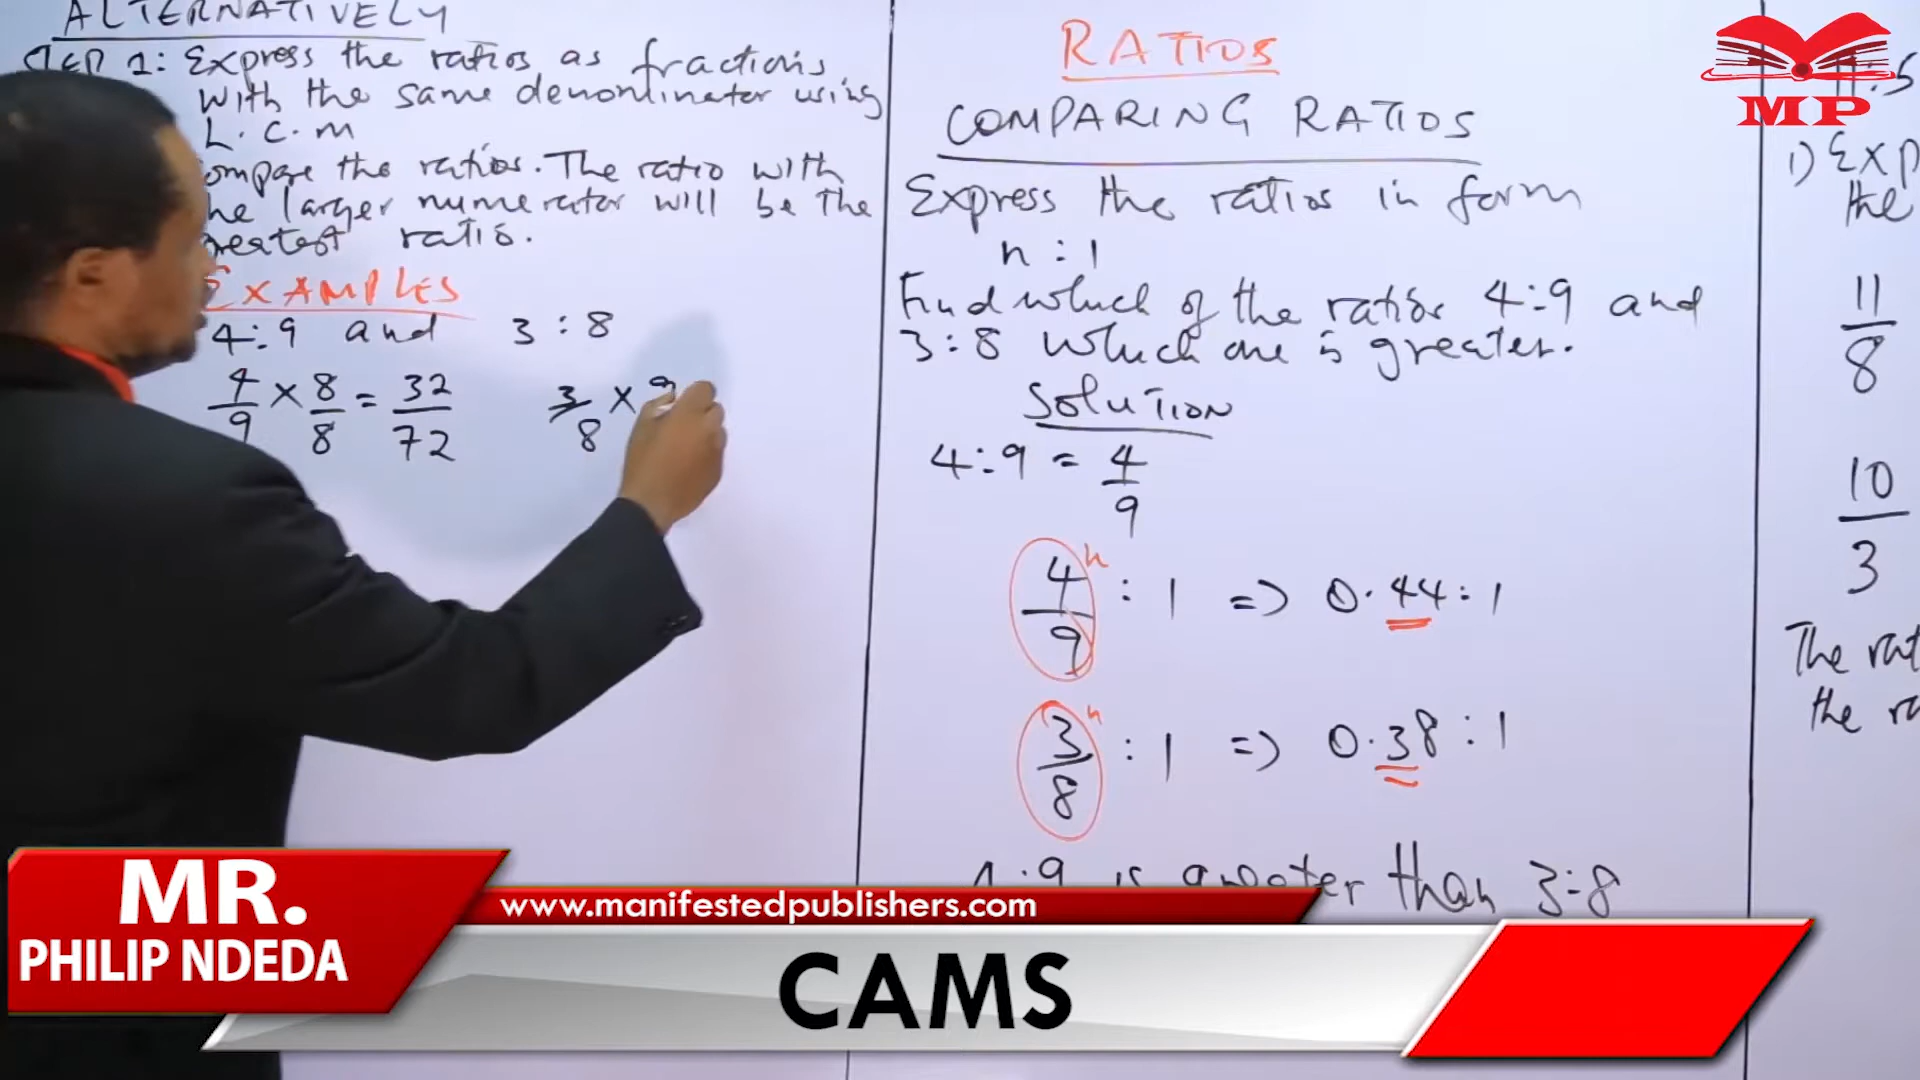 ALTERNATIVELY
STEP 1: Express the ratios as fractions
with the same denominator using
L.C.M
ompare the ratios. The ratio with
he larger numerator will be the
reatest ratio.
EXAMPLES
4:9 and 3:8
4/9 × 8/8 = 32/72 3/8 × 9
RATIOS
COMPARING RATIOS
Express the ratios in form
n:1
Find which of the ratios 4:9 and
3:8 which one is greater.
SOLUTION
4:9 = 4/9
4/9 n : 1 => 0.44:1
3/8 n : 1 => 0.38:1
4:9 is greater than 3:8
MP
1) Exp
the
11/8
10/3
The rat
the ra
MR.
PHILIP NDEDA
www.manifestedpublishers.com
CAMS